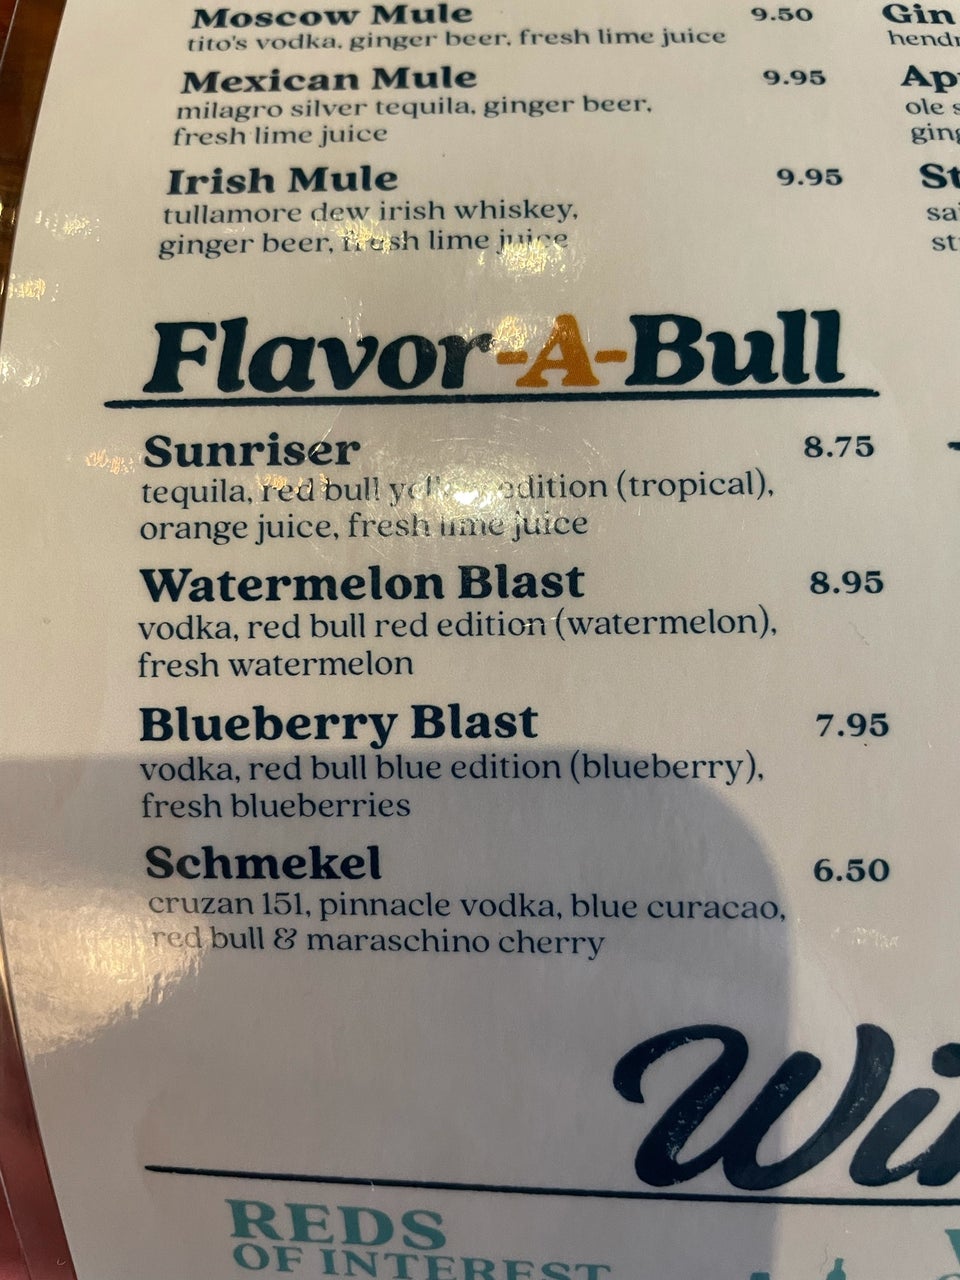 Moscow Mule 9.50
tito's vodka, ginger beer, fresh lime juice
Mexican Mule 9.95
milagro silver tequila, ginger beer,
fresh lime juice
Irish Mule 9.95
tullamore dew irish whiskey,
ginger beer, fresh lime juice
Flavor-A-Bull
Sunriser 8.75
tequila, red bull yellow edition (tropical),
orange juice, fresh lime juice
Watermelon Blast 8.95
vodka, red bull red edition (watermelon),
fresh watermelon
Blueberry Blast 7.95
vodka, red bull blue edition (blueberry),
fresh blueberries
Schmekel 6.50
cruzan 151, pinnacle vodka, blue curacao,
red bull & maraschino cherry
REDS
OF INTEREST
Gin
ole